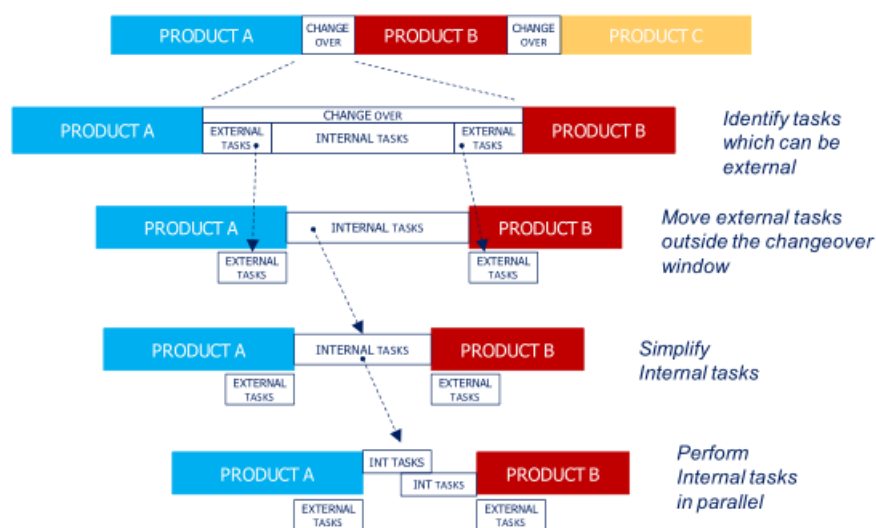 PRODUCT A
CHANGE
OVER
PRODUCT B
CHANGE
OVER
PRODUCT C
PRODUCT A
CHANGE OVER
EXTERNAL
TASKS
INTERNAL TASKS
EXTERNAL
TASKS
PRODUCT B
Identify tasks
which can be
external
PRODUCT A
INTERNAL TASKS
PRODUCT B
EXTERNAL
TASKS
EXTERNAL
TASKS
Move external tasks
outside the changeover
window
PRODUCT A
INTERNAL TASKS
PRODUCT B
EXTERNAL
TASKS
EXTERNAL
TASKS
Simplify
Internal tasks
PRODUCT A
INT TASKS
INT TASKS
PRODUCT B
EXTERNAL
TASKS
EXTERNAL
TASKS
Perform
Internal tasks
in parallel